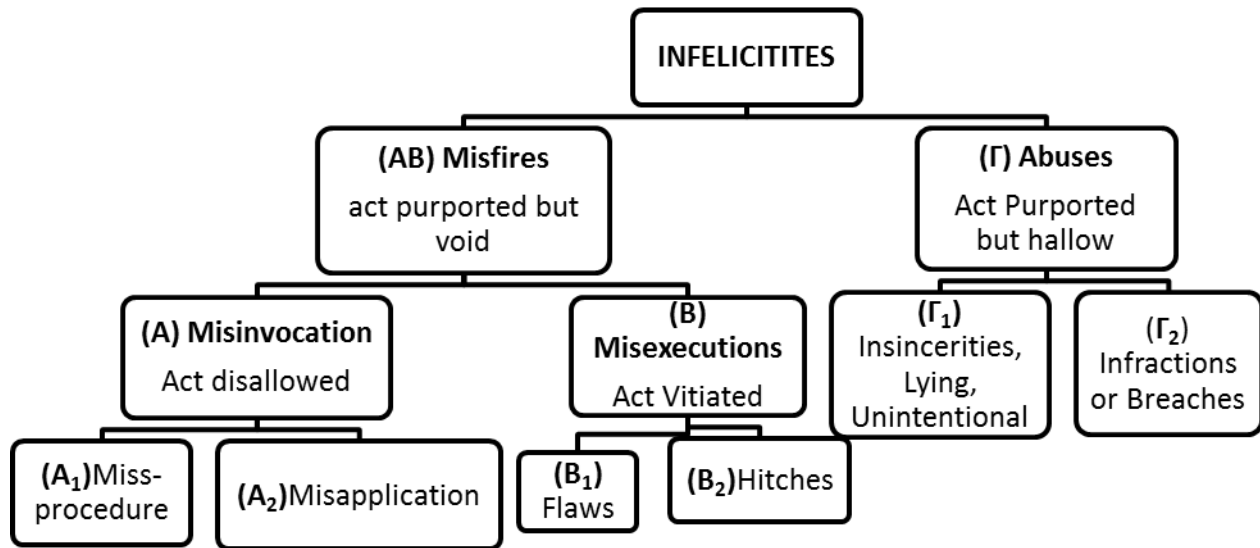 INFELICITITES
(AB) Misfires
act purported but
void
(Γ) Abuses
Act Purported
but hallow
(A) Misinvocation
Act disallowed
(B)
Misexecutions
Act Vitiated
(Γ₁)
Insincerities,
Lying,
Unintentional
(Γ₂)
Infractions
or Breaches
(A₁)Miss-
procedure
(A₂)Misapplication
(B₁)
Flaws
(B₂)Hitches